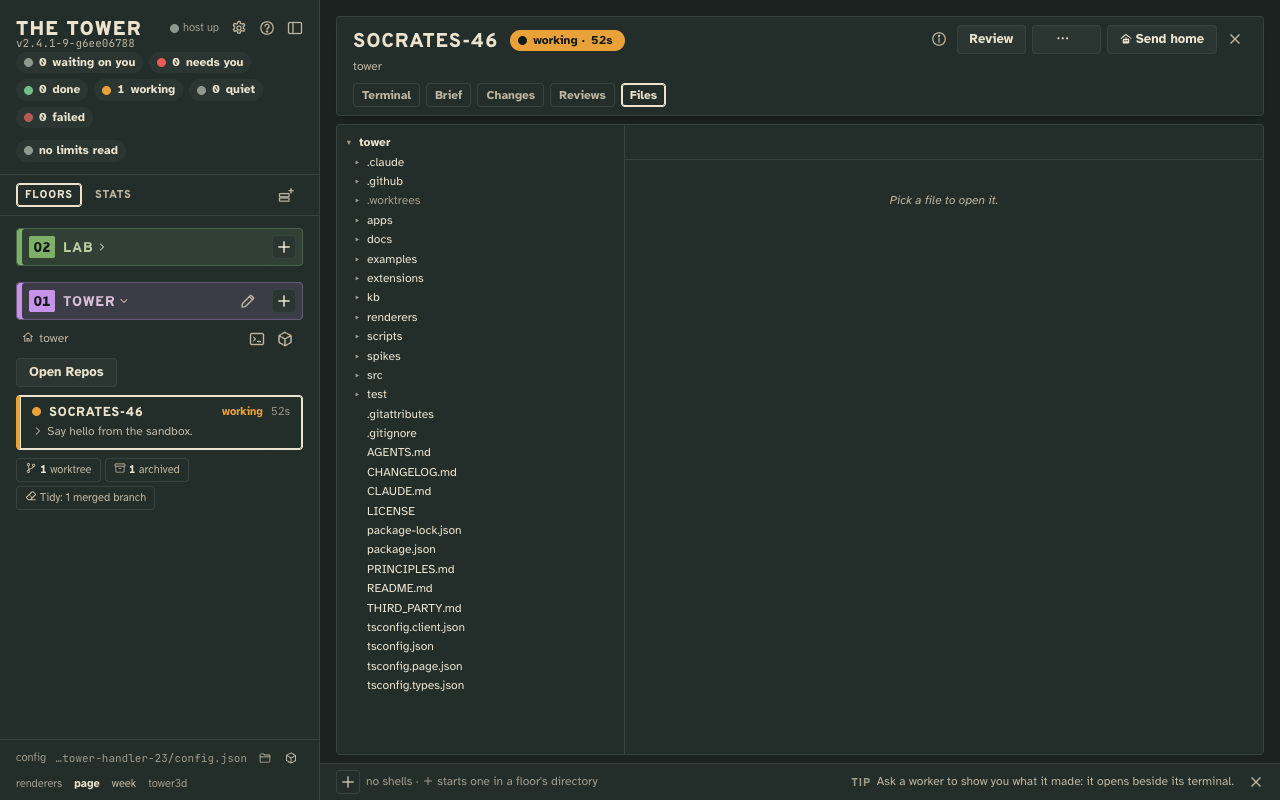 THE TOWER
host up
v2.4.1-9-g6ee06788
0 waiting on you
0 needs you
0 done
1 working
0 quiet
0 failed
no limits read
FLOORS
STATS
02 LAB
01 TOWER
tower
Open Repos
SOCRATES-46
working 52s
Say hello from the sandbox.
1 worktree
1 archived
Tidy: 1 merged branch
config …tower-handler-23/config.json
renderers page week tower3d
SOCRATES-46
working · 52s
Review
···
Send home
tower
Terminal
Brief
Changes
Reviews
Files
tower
.claude
.github
.worktrees
apps
docs
examples
extensions
kb
renderers
scripts
spikes
src
test
.gitattributes
.gitignore
AGENTS.md
CHANGELOG.md
CLAUDE.md
LICENSE
package-lock.json
package.json
PRINCIPLES.md
README.md
THIRD_PARTY.md
tsconfig.client.json
tsconfig.json
tsconfig.page.json
tsconfig.types.json
Pick a file to open it.
no shells · + starts one in a floor's directory
TIP Ask a worker to show you what it made: it opens beside its terminal.